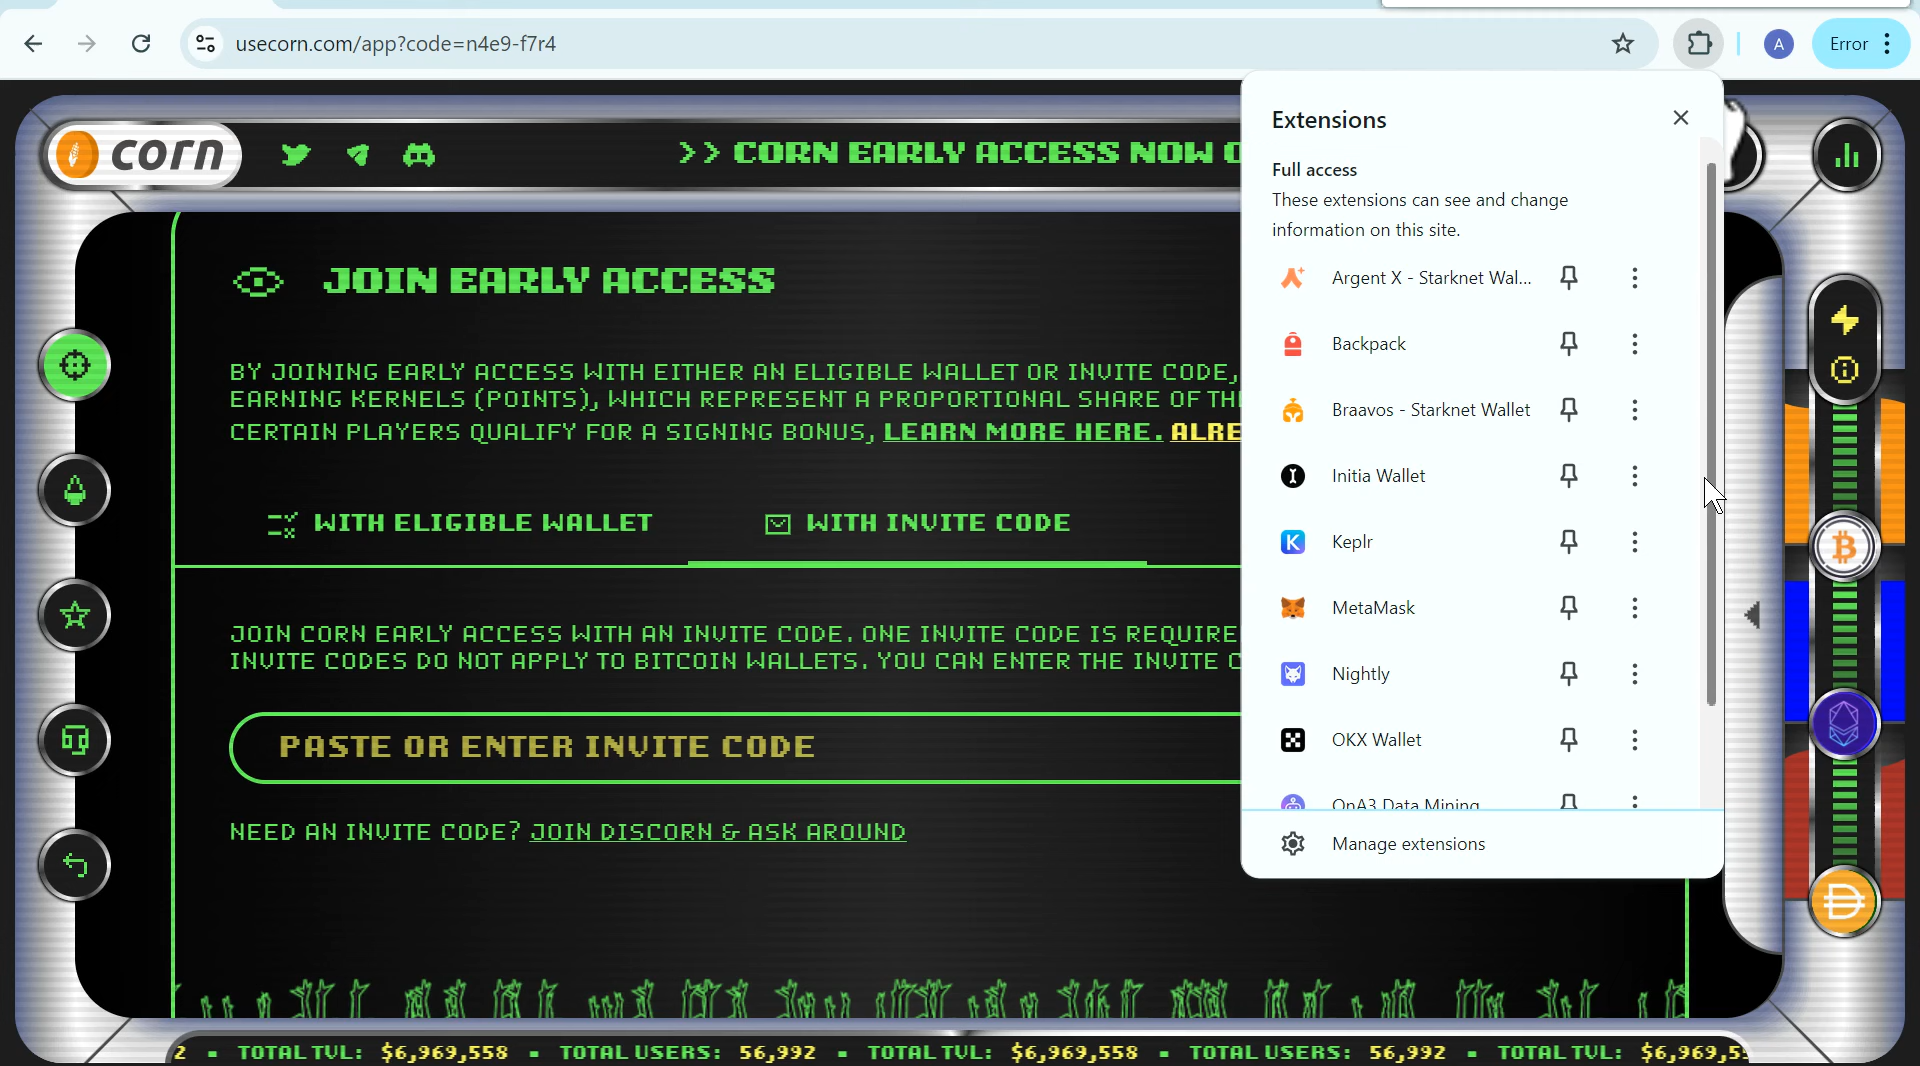 usecorn.com/app?code=n4e9-f7r4
A
Error
corn
>> CORN EARLY ACCESS NOW
JOIN EARLY ACCESS
BY JOINING EARLY ACCESS WITH EITHER AN ELIGIBLE WALLET OR INVITE CODE,
EARNING KERNELS (POINTS), WHICH REPRESENT A PROPORTIONAL SHARE OF
CERTAIN PLAYERS QUALIFY FOR A SIGNING BONUS, LEARN MORE HERE.
WITH ELIGIBLE WALLET
WITH INVITE CODE
JOIN CORN EARLY ACCESS WITH AN INVITE CODE. ONE INVITE CODE IS
INVITE CODES DO NOT APPLY TO BITCOIN WALLETS. YOU CAN ENTER THE INVITE
PASTE OR ENTER INVITE CODE
NEED AN INVITE CODE? JOIN DISCORN & ASK AROUND
Extensions
Full access
These extensions can see and change
information on this site.
Argent X - Starknet Wal...
Backpack
Braavos - Starknet Wallet
Initia Wallet
Keplr
MetaMask
Nightly
OKX Wallet
OnA3 Data Mining
Manage extensions
2 - TOTAL TVL: $6,969,558 - TOTAL USERS: 56,992 - TOTAL TVL: $6,969,558 - TOTAL USERS: 56,992 - TOTAL TVL: $6,969,5